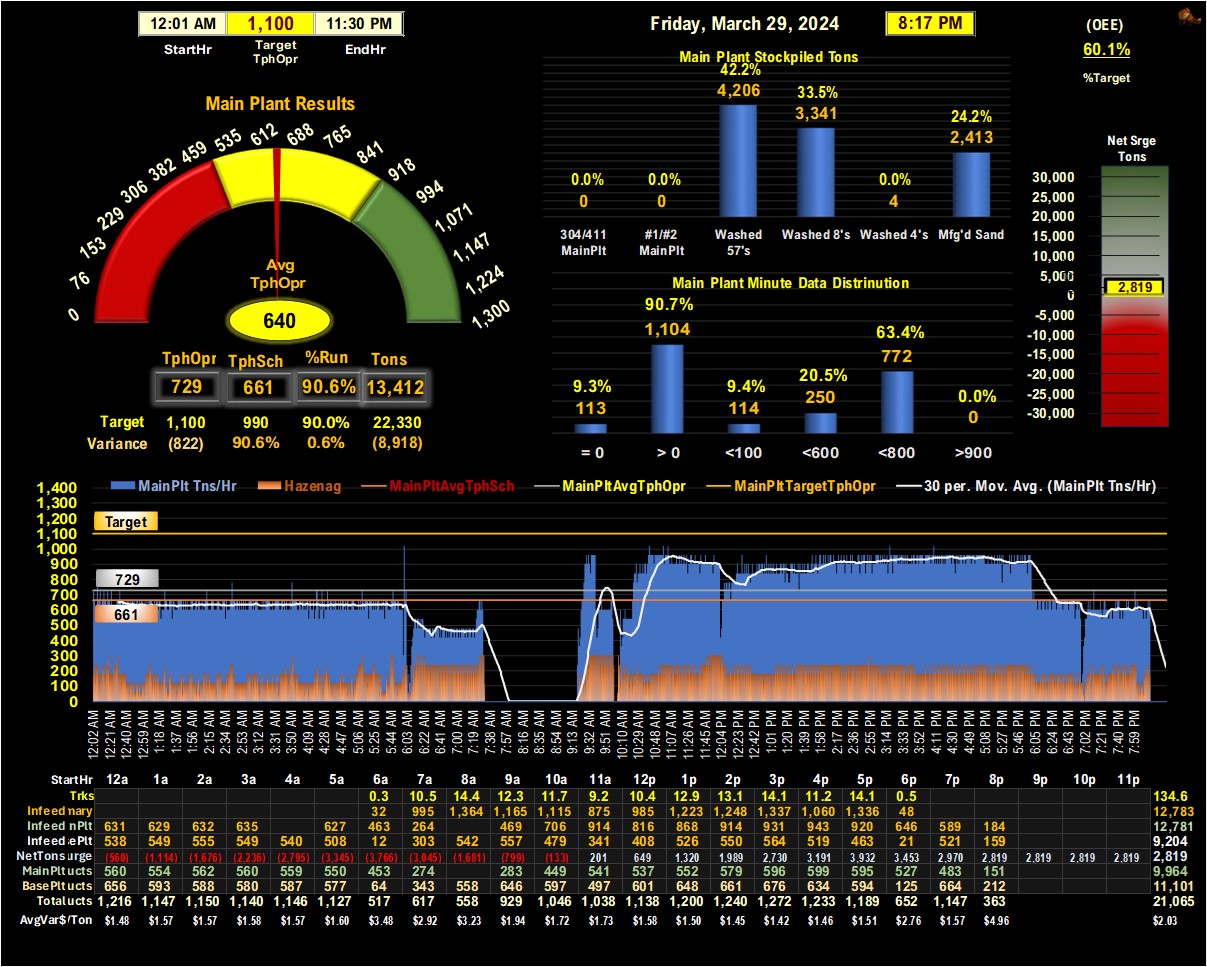 12:01 AM 1,100 11:30 PM
StartHr Target TphOpr EndHr
Friday, March 29, 2024 8:17 PM
(OEE)
60.1%
%Target
Main Plant Results
0 76 153 229 306 382 459 535 612 688 765 841 918 994 1,071 1,147 1,224 1,300
Avg
TphOpr
640
TphOpr TphSch %Run Tons
729 661 90.6% 13,412
Target 1,100 990 90.0% 22,330
Variance (822) 90.6% 0.6% (8,918)
Main Plant Stockpiled Tons
0.0% 0.0% 42.2% 33.5% 0.0% 24.2%
0 0 4,206 3,341 4 2,413
304/411 MainPlt #1/#2 MainPlt Washed 57's Washed 8's Washed 4's Mfg'd Sand
Main Plant Minute Data Distrinution
9.3% 90.7% 9.4% 20.5% 63.4% 0.0%
113 1,104 114 250 772 0
= 0 > 0 <100 <600 <800 >900
Net Srge
Tons
30,000
25,000
20,000
15,000
10,000
5,000
2,819
0
-5,000
-10,000
-15,000
-20,000
-25,000
-30,000
MainPlt Tns/Hr Hazenag MainPltAvgTphSch MainPltAvgTphOpr MainPltTargetTphOpr 30 per. Mov. Avg. (MainPlt Tns/Hr)
1,400
1,300
1,200
1,100
1,000
900
800
700
600
500
400
300
200
100
0
Target
729
661
12:02 AM 12:21 AM 12:40 AM 12:59 AM 1:18 AM 1:37 AM 1:56 AM 2:15 AM 2:34 AM 2:53 AM 3:12 AM 3:31 AM 3:50 AM 4:09 AM 4:28 AM 4:47 AM 5:06 AM 5:25 AM 5:44 AM 6:03 AM 6:22 AM 6:41 AM 7:00 AM 7:19 AM 7:38 AM 7:57 AM 8:16 AM 8:35 AM 8:54 AM 9:13 AM 9:32 AM 9:51 AM 10:10 AM 10:29 AM 10:48 AM 11:07 AM 11:26 AM 11:45 AM 12:04 PM 12:23 PM 12:42 PM 1:01 PM 1:20 PM 1:39 PM 1:58 PM 2:17 PM 2:36 PM 2:55 PM 3:14 PM 3:33 PM 3:52 PM 4:11 PM 4:30 PM 4:49 PM 5:08 PM 5:27 PM 5:46 PM 6:05 PM 6:24 PM 6:43 PM 7:02 PM 7:21 PM 7:40 PM 7:59 PM
StartHr 12a 1a 2a 3a 4a 5a 6a 7a 8a 9a 10a 11a 12p 1p 2p 3p 4p 5p 6p 7p 8p 9p 10p 11p
Trks 0.3 10.5 14.4 12.3 11.7 9.2 10.4 12.9 13.1 14.1 11.2 14.1 0.5 134.6
Infeed mary 32 995 1,364 1,165 1,115 875 985 1,223 1,248 1,337 1,060 1,336 48 12,783
Infeed nPlt 631 629 632 635 627 463 264 469 706 914 816 868 914 931 943 920 646 589 184 12,781
Infeed ePlt 538 549 555 549 540 508 12 303 542 557 479 341 408 526 550 564 519 463 21 521 159 9,204
NetTons urge (560) (1,114) (1,676) (2,236) (2,795) (3,345) (3,766) (3,045) (1,681) (799) (133) 201 649 1,320 1,989 2,730 3,191 3,932 3,453 2,970 2,819 2,819 2,819 2,819 2,819
MainPlt ucts 560 554 562 560 559 550 453 274 283 449 541 537 552 579 596 599 595 527 483 151 9,964
BasePlt ucts 656 593 588 580 587 577 64 343 558 646 597 497 601 648 661 676 634 594 125 664 212 11,101
Total ucts 1,216 1,147 1,150 1,140 1,146 1,127 517 617 558 929 1,046 1,038 1,138 1,200 1,240 1,272 1,233 1,189 652 1,147 363 21,065
AvgVar$/Ton $1.48 $1.57 $1.57 $1.58 $1.57 $1.60 $3.48 $2.92 $3.23 $1.94 $1.72 $1.73 $1.58 $1.50 $1.45 $1.42 $1.46 $1.51 $2.76 $1.57 $4.96 $2.03